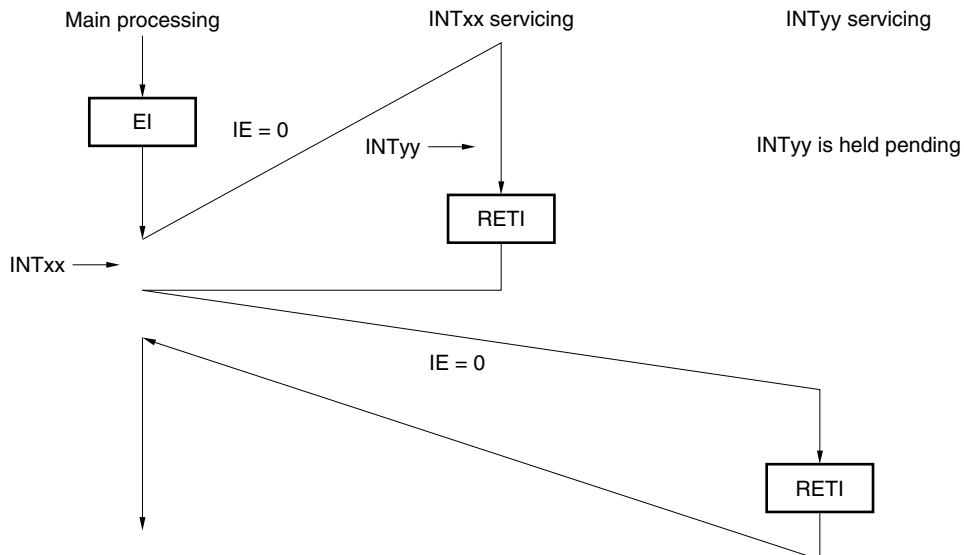 Main processing
INTxx servicing
INTyy servicing
EI
IE = 0
INTyy
INTyy is held pending
RETI
INTxx
IE = 0
RETI